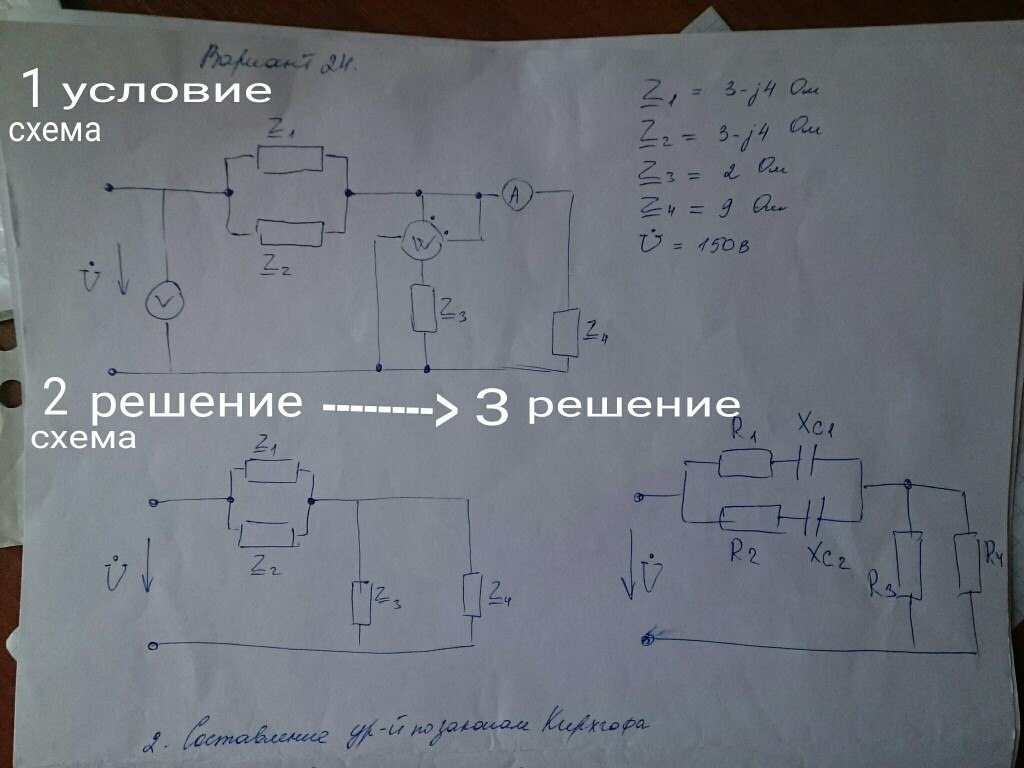 Вариант 24.
1 условие
схема
Z1 = 3-j4 Ом
Z2 = 3-j4 Ом
Z3 = 2 Ом
Z4 = 9 Ом
U̇ = 150 В
Z1
Z2
A
W
U̇
V
Z3
Z4
2 решение --------> 3 решение
схема
Z1
Z2
U̇
Z3
Z4
R1 XC1
R2 XC2
U̇
R3
R4
2. Составление ур-й по законам Кирхгофа